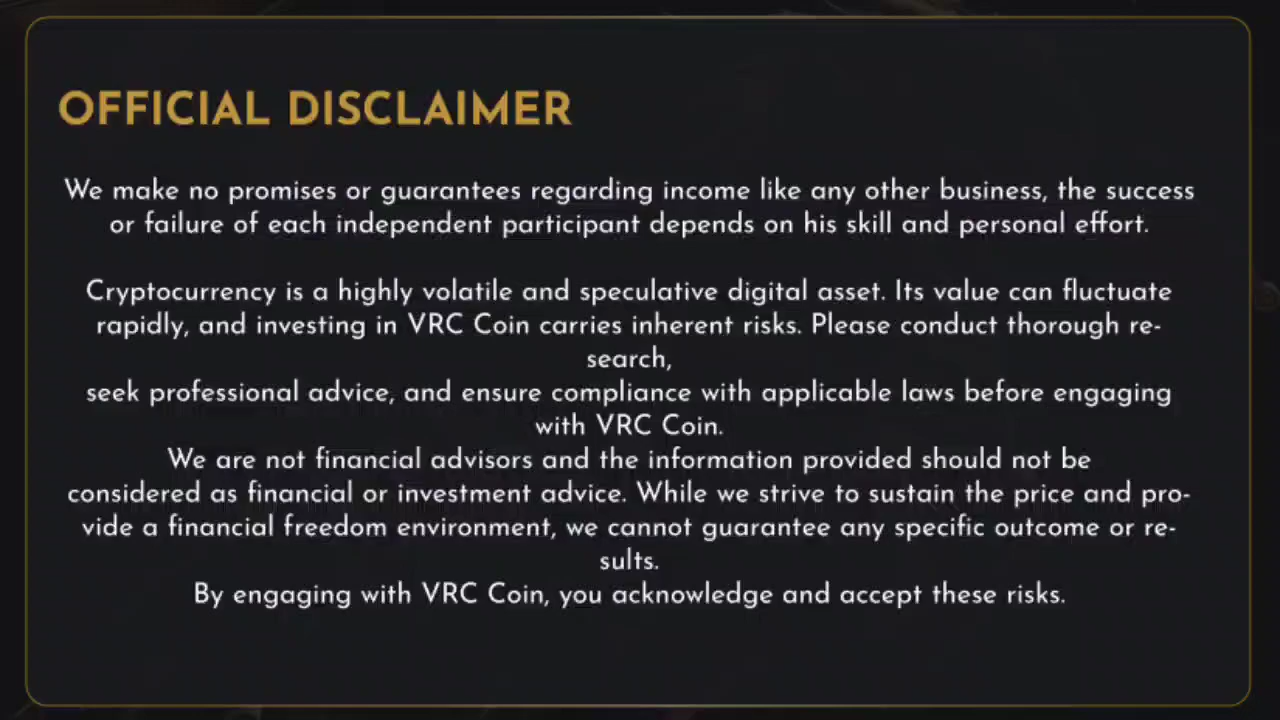 OFFICIAL DISCLAIMER
We make no promises or guarantees regarding income like any other business, the success
or failure of each independent participant depends on his skill and personal effort.
Cryptocurrency is a highly volatile and speculative digital asset. Its value can fluctuate
rapidly, and investing in VRC Coin carries inherent risks. Please conduct thorough re-
search,
seek professional advice, and ensure compliance with applicable laws before engaging
with VRC Coin.
We are not financial advisors and the information provided should not be
considered as financial or investment advice. While we strive to sustain the price and pro-
vide a financial freedom environment, we cannot guarantee any specific outcome or re-
sults.
By engaging with VRC Coin, you acknowledge and accept these risks.